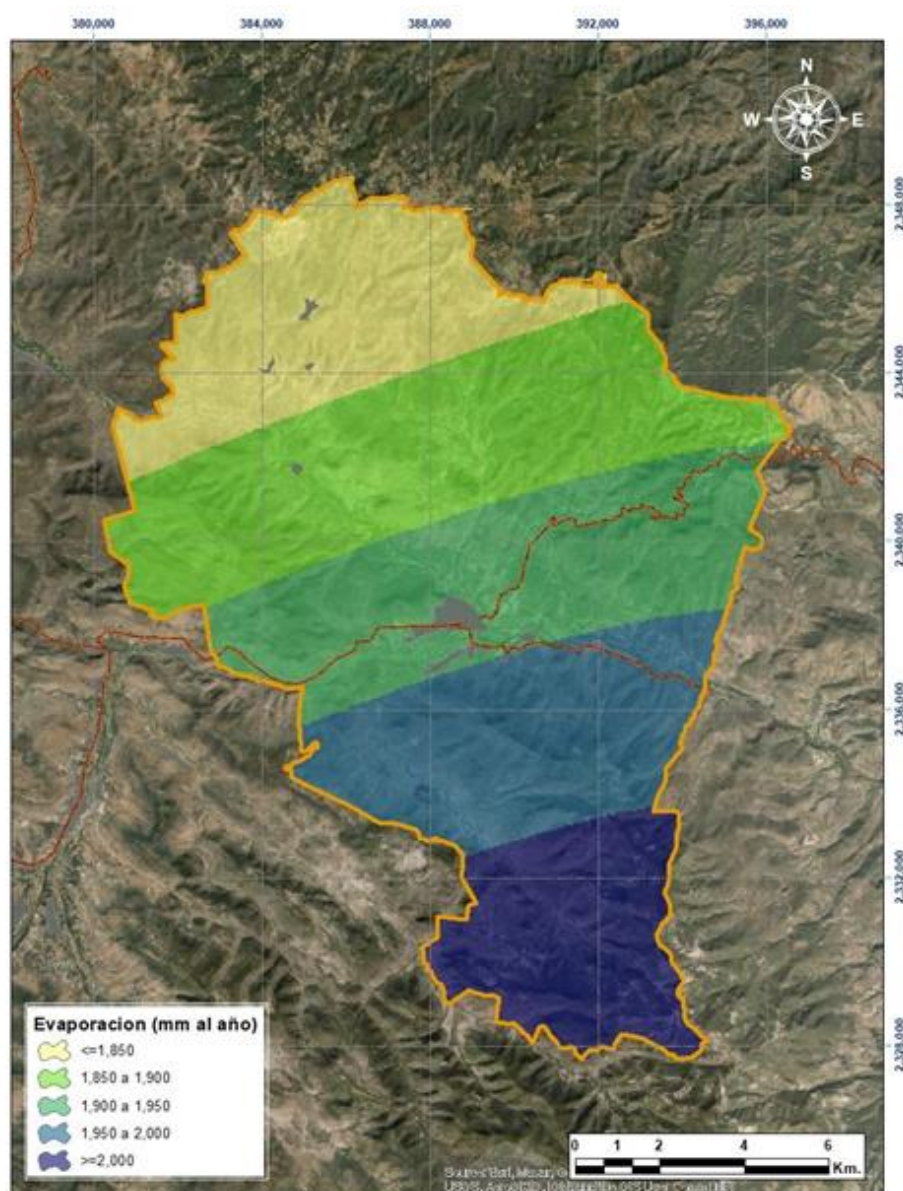 380,000 384,000 388,000 392,000 396,000
N
W E
S
2,348,000
2,344,000
2,340,000
2,336,000
2,332,000
2,328,000
Evaporacion (mm al año)
<=1,850
1,850 a 1,900
1,900 a 1,950
1,950 a 2,000
>=2,000
0 1 2 4 6
Km.